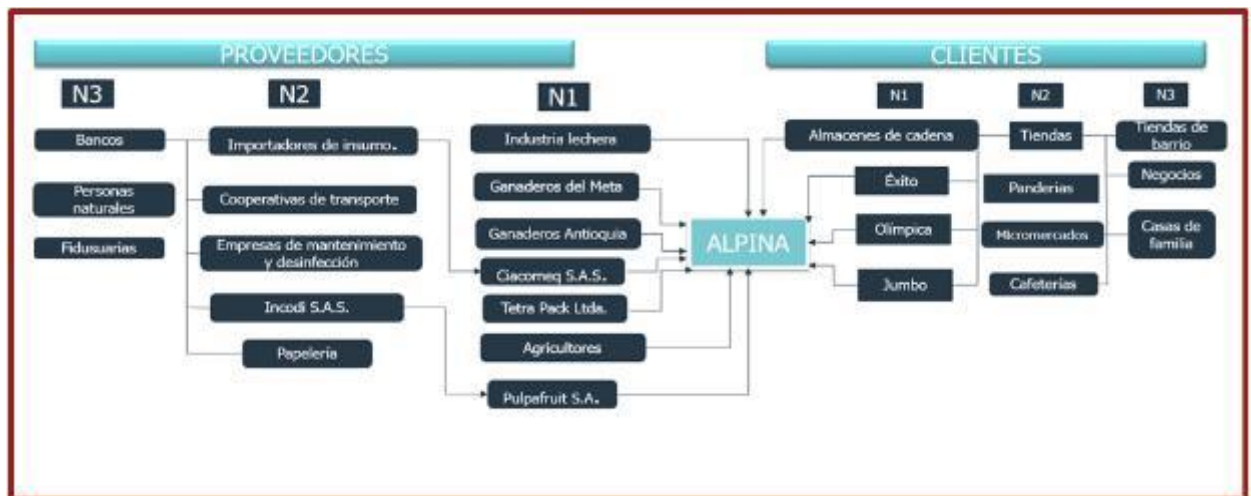 PROVEEDORES
CLIENTES
N3
N2
N1
N1
N2
N3
Bancos
Personas
naturales
Fidusuarias
Importadores de insumo.
Cooperativas de transporte
Empresas de mantenimiento
y desinfección
Incodi S.A.S.
Papelería
Industria lechera
Ganaderos del Meta
Ganaderos Antioquia
Ciacomeq S.A.S.
Tetra Pack Ltda.
Agricultores
Pulpafruit S.A.
ALPINA
Almacenes de cadena
Éxito
Olímpica
Jumbo
Tiendas
Panderias
Micromercados
Cafeterias
Tiendas de
barrio
Negocios
Casas de
familia